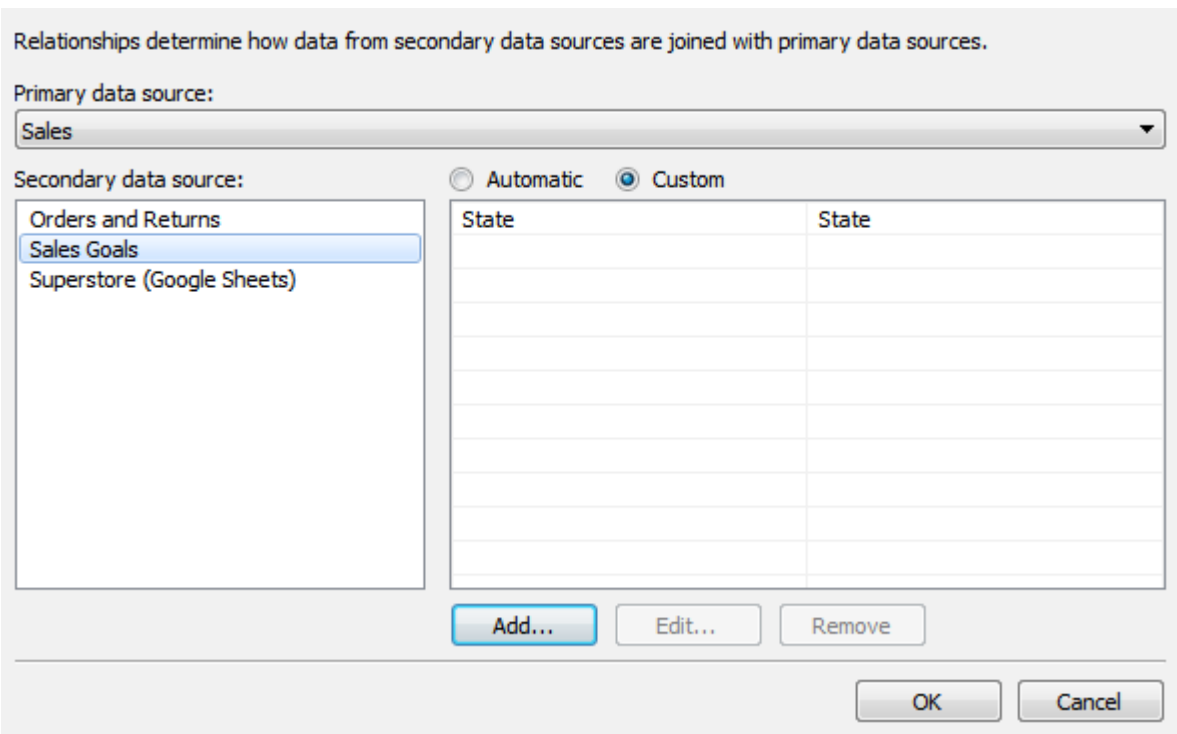 Relationships determine how data from secondary data sources are joined with primary data sources.
Primary data source:
Sales
Secondary data source:
Automatic Custom
Orders and Returns
Sales Goals
Superstore (Google Sheets)
State State
Add... Edit... Remove
OK Cancel